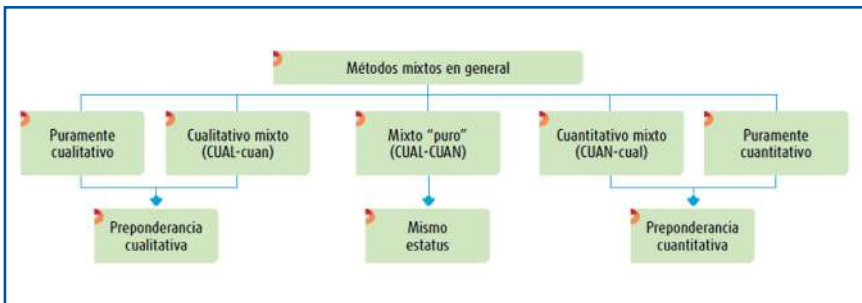 Métodos mixtos en general
Puramente
cualitativo
Cualitativo mixto
(CUAL-cuan)
Mixto “puro”
(CUAL-CUAN)
Cuantitativo mixto
(CUAN-cual)
Puramente
cuantitativo
Preponderancia
cualitativa
Mismo
estatus
Preponderancia
cuantitativa